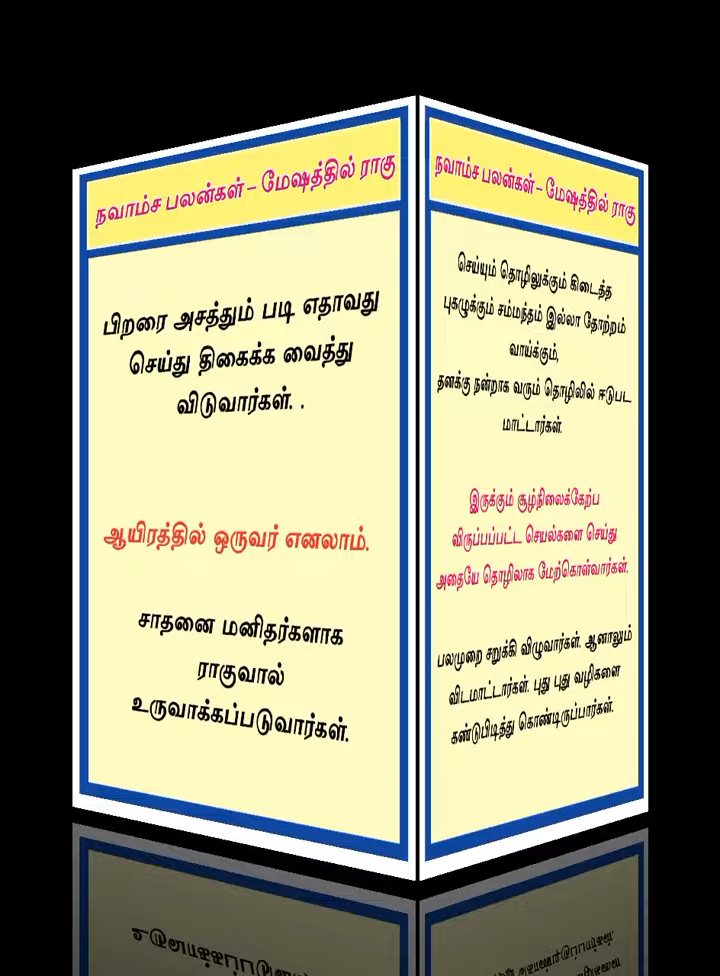 நவாம்ச பலன்கள் – மேஷத்தில் ராகு
பிறரை அசத்தும் படி எதாவது
செய்து திகைக்க வைத்து
விடுவார்கள். .
ஆயிரத்தில் ஒருவர் எனலாம்.
சாதனை மனிதர்களாக
ராகுவால்
உருவாக்கப்படுவார்கள்.
நவாம்ச பலன்கள் – மேஷத்தில் ராகு
செய்யும் தொழிலுக்கும் கிடைத்த
புகழுக்கும் சம்மந்தம் இல்லா தோற்றம்
வாய்க்கும்,
தனக்கு நன்றாக வரும் தொழிலில் ஈடுபட
மாட்டார்கள்.
இருக்கும் சூழ்நிலைக்கேற்ப
விருப்பப்பட்ட செயல்களை செய்து
அதையே தொழிலாக மேற்கொள்வார்கள்.
பலமுறை சறுக்கி விழுவார்கள். ஆனாலும்
விடமாட்டார்கள். புது புது வழிகளை
கண்டுபிடித்து கொண்டிருப்பார்கள்.